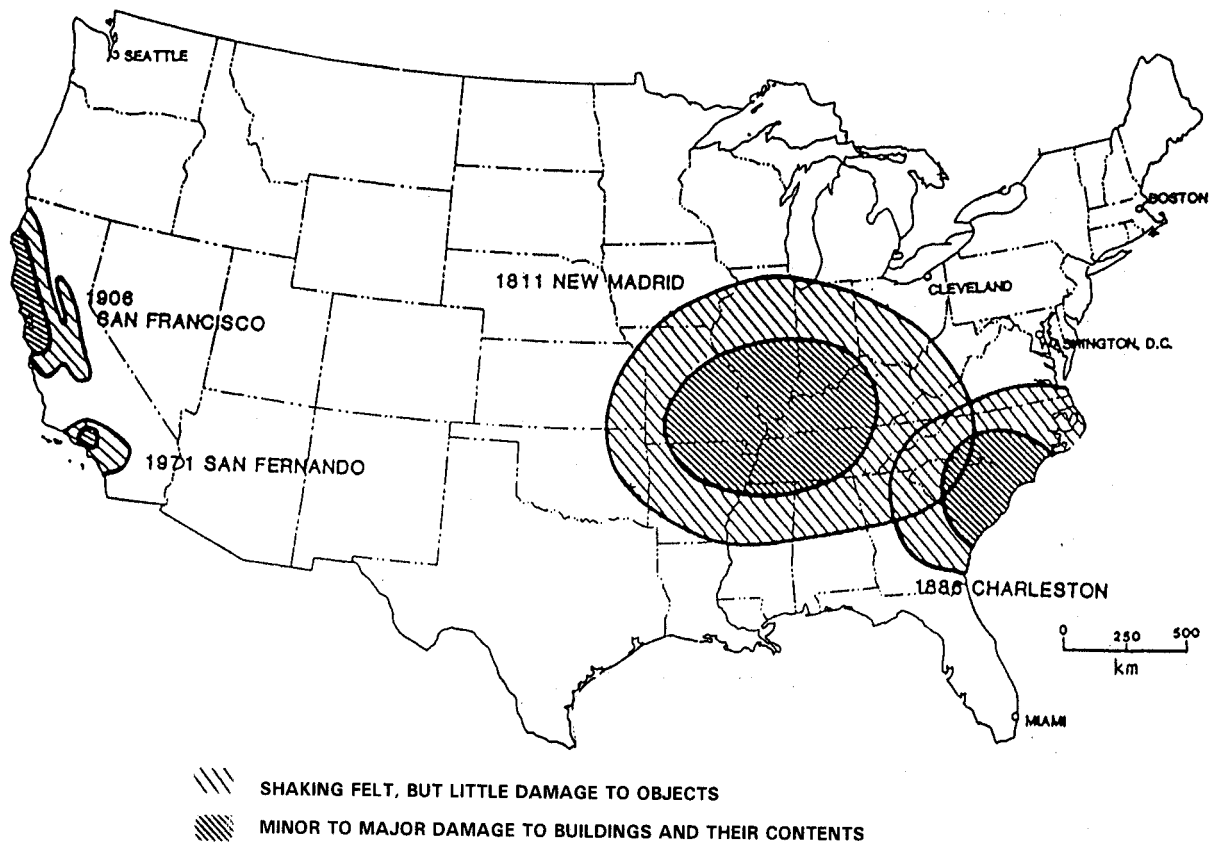 SEATTLE
BOSTON
1811 NEW MADRID
CLEVELAND
1906
SAN FRANCISCO
WASHINGTON, D.C.
1971 SAN FERNANDO
1886 CHARLESTON
0 250 500
km
MIAMI
SHAKING FELT, BUT LITTLE DAMAGE TO OBJECTS
MINOR TO MAJOR DAMAGE TO BUILDINGS AND THEIR CONTENTS